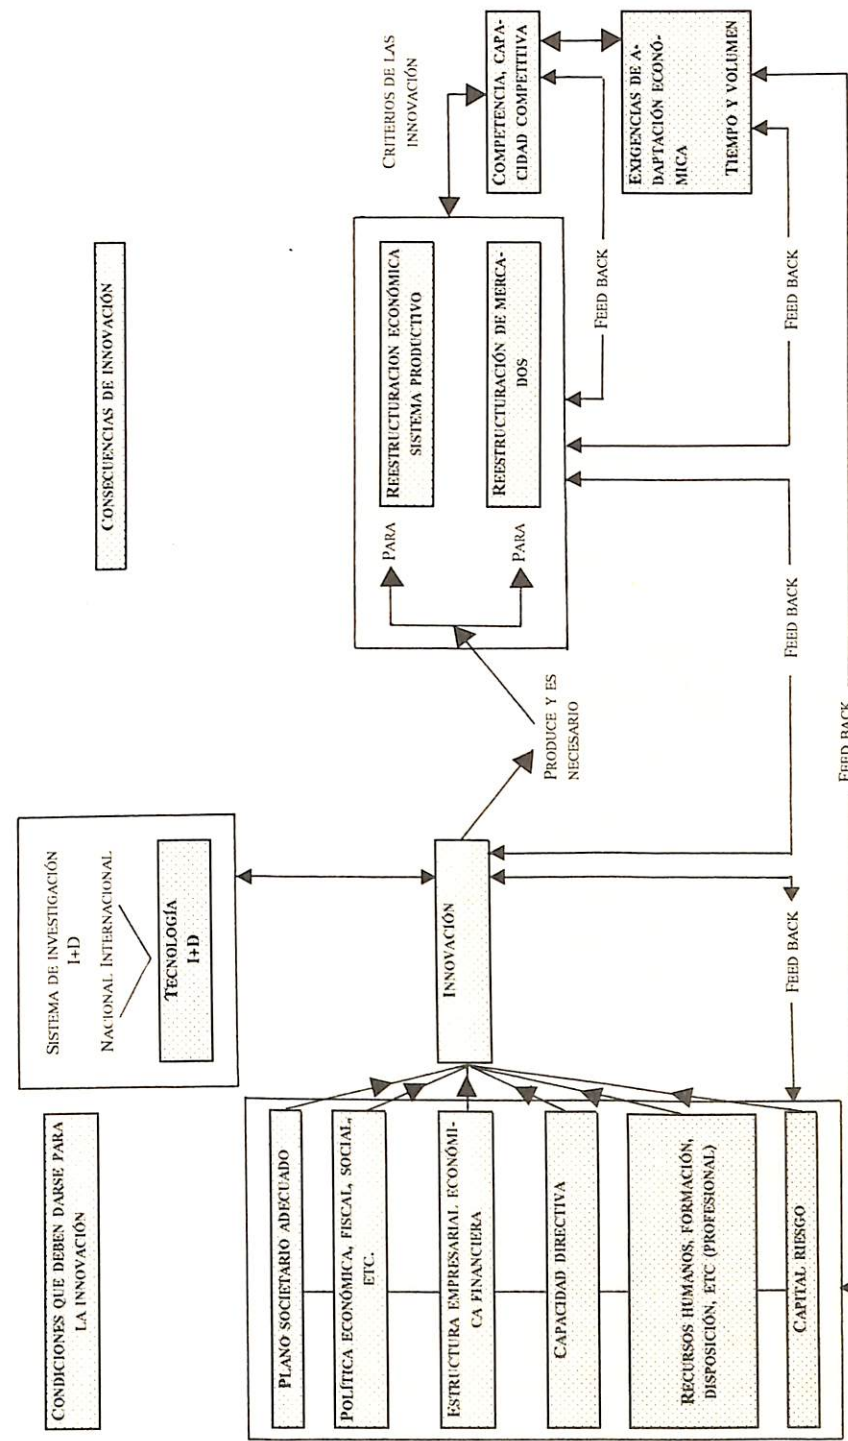 CONDICIONES QUE DEBEN DARSE PARA
LA INNOVACIÓN
PLANO SOCIETARIO ADECUADO
POLÍTICA ECONÓMICA, FISCAL, SOCIAL,
ETC.
ESTRUCTURA EMPRESARIAL ECONÓMI-
CA FINANCIERA
CAPACIDAD DIRECTIVA
RECURSOS HUMANOS, FORMACIÓN,
DISPOSICIÓN, ETC (PROFESIONAL)
CAPITAL RIESGO
SISTEMA DE INVESTIGACIÓN
I+D
NACIONAL INTERNACIONAL
TECNOLOGÍA
I+D
INNOVACIÓN
FEED BACK
PRODUCE Y ES
NECESARIO
FEED BACK
FEED BACK
CONSECUENCIAS DE INNOVACIÓN
PARA
REESTRUCTURACION ECONÓMICA
SISTEMA PRODUCTIVO
PARA
REESTRUCTURACIÓN DE MERCA-
DOS
FEED BACK
FEED BACK
CRITERIOS DE LAS
INNOVACIÓN
COMPETENCIA, CAPA-
CIDAD COMPETITIVA
EXIGENCIAS DE A-
DAPTACIÓN ECONÓ-
MICA
TIEMPO Y VOLUMEN